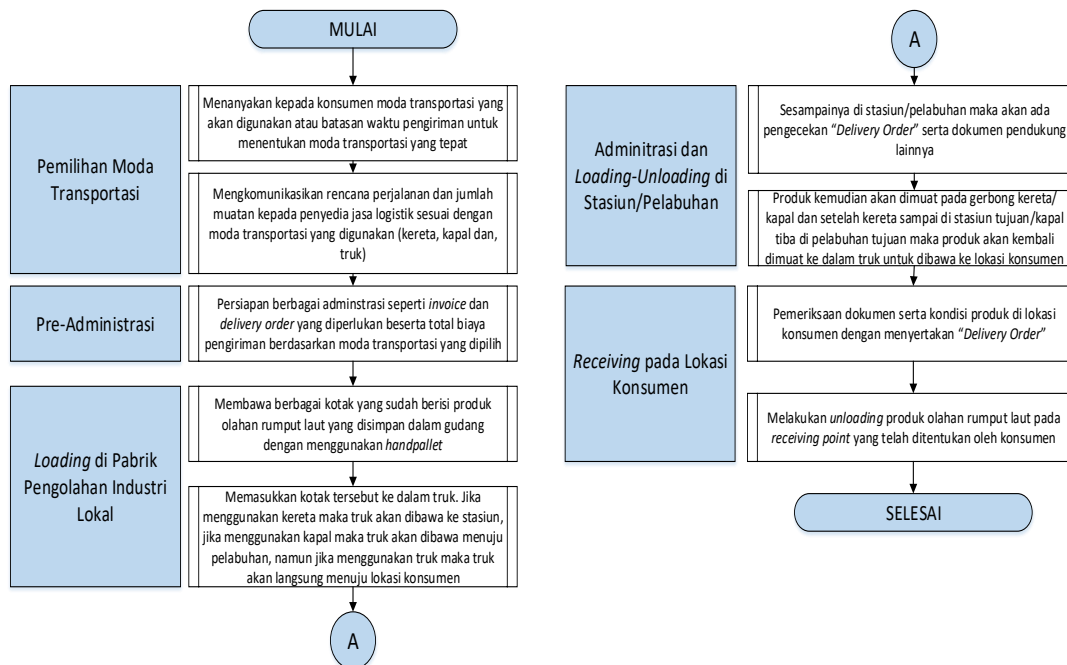 MULAI
Pemilihan Moda
Transportasi
Menanyakan kepada konsumen moda transportasi yang
akan digunakan atau batasan waktu pengiriman untuk
menentukan moda transportasi yang tepat
Mengkomunikasikan rencana perjalanan dan jumlah
muatan kepada penyedia jasa logistik sesuai dengan
moda transportasi yang digunakan (kereta, kapal dan,
truk)
Pre-Administrasi
Persiapan berbagai adminstrasi seperti invoice dan
delivery order yang diperlukan beserta total biaya
pengiriman berdasarkan moda transportasi yang dipilih
Loading di Pabrik
Pengolahan Industri
Lokal
Membawa berbagai kotak yang sudah berisi produk
olahan rumput laut yang disimpan dalam gudang
dengan menggunakan handpallet
Memasukkan kotak tersebut ke dalam truk. Jika
menggunakan kereta maka truk akan dibawa ke stasiun,
jika menggunakan kapal maka truk akan dibawa menuju
pelabuhan, namun jika menggunakan truk maka truk
akan langsung menuju lokasi konsumen
A
A
Adminitrasi dan
Loading-Unloading di
Stasiun/Pelabuhan
Sesampainya di stasiun/pelabuhan maka akan ada
pengecekan “Delivery Order” serta dokumen pendukung
lainnya
Produk kemudian akan dimuat pada gerbong kereta/
kapal dan setelah kereta sampai di stasiun tujuan/kapal
tiba di pelabuhan tujuan maka produk akan kembali
dimuat ke dalam truk untuk dibawa ke lokasi konsumen
Receiving pada Lokasi
Konsumen
Pemeriksaan dokumen serta kondisi produk di lokasi
konsumen dengan menyertakan “Delivery Order”
Melakukan unloading produk olahan rumput laut pada
receiving point yang telah ditentukan oleh konsumen
SELESAI